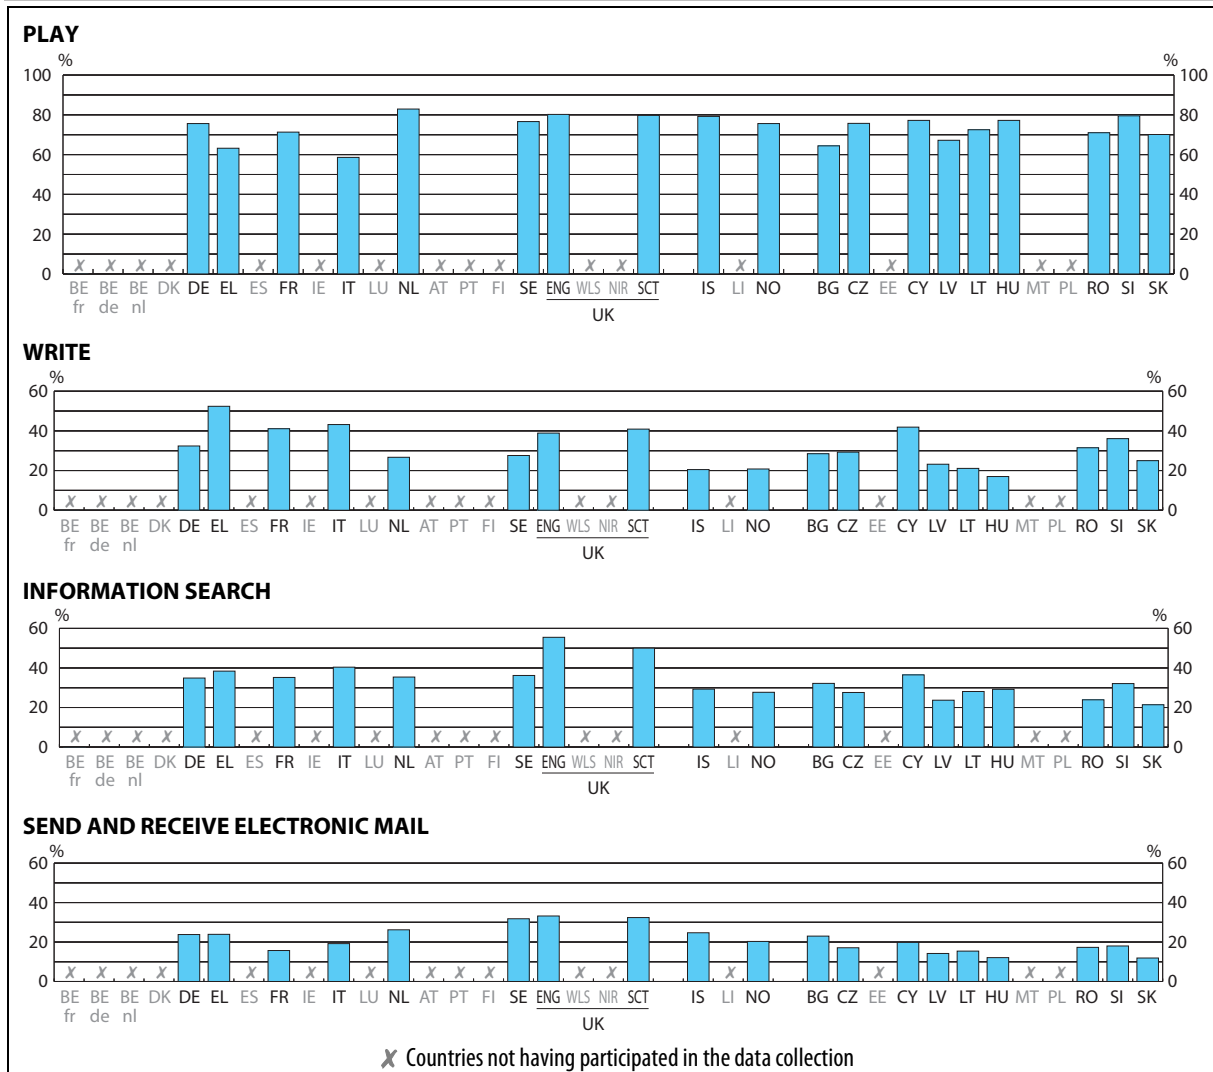 PLAY
% %
100 100
80 80
60 60
40 40
20 20
0 0
✗ ✗ ✗ ✗ ✗ ✗ ✗ ✗ ✗ ✗ ✗ ✗ ✗ ✗ ✗ ✗
BE BE BE DK DE EL ES FR IE IT LU NL AT PT FI SE ENG WLS NIR SCT IS LI NO BG CZ EE CY LV LT HU MT PL RO SI SK
fr de nl
UK
WRITE
% %
60 60
40 40
20 20
0 0
✗ ✗ ✗ ✗ ✗ ✗ ✗ ✗ ✗ ✗ ✗ ✗ ✗ ✗ ✗ ✗
BE BE BE DK DE EL ES FR IE IT LU NL AT PT FI SE ENG WLS NIR SCT IS LI NO BG CZ EE CY LV LT HU MT PL RO SI SK
fr de nl
UK
INFORMATION SEARCH
% %
60 60
40 40
20 20
0 0
✗ ✗ ✗ ✗ ✗ ✗ ✗ ✗ ✗ ✗ ✗ ✗ ✗ ✗ ✗ ✗
BE BE BE DK DE EL ES FR IE IT LU NL AT PT FI SE ENG WLS NIR SCT IS LI NO BG CZ EE CY LV LT HU MT PL RO SI SK
fr de nl
UK
SEND AND RECEIVE ELECTRONIC MAIL
% %
60 60
40 40
20 20
0 0
✗ ✗ ✗ ✗ ✗ ✗ ✗ ✗ ✗ ✗ ✗ ✗ ✗ ✗ ✗ ✗
BE BE BE DK DE EL ES FR IE IT LU NL AT PT FI SE ENG WLS NIR SCT IS LI NO BG CZ EE CY LV LT HU MT PL RO SI SK
fr de nl
UK
✗ Countries not having participated in the data collection